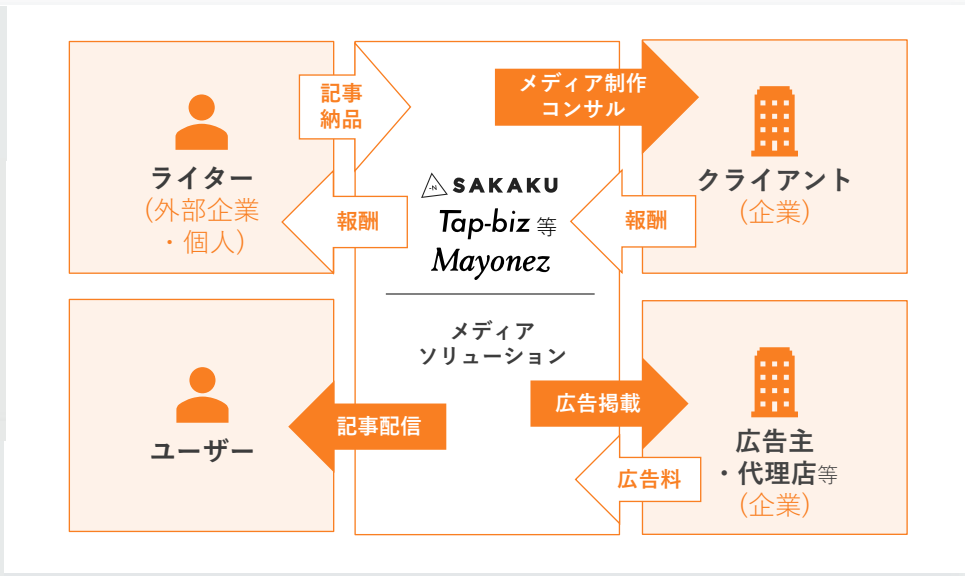 記事
納品
ライター
(外部企業
・個人)
報酬
SAKAKU
Tap-biz 等
Mayonez
メディア
ソリューション
メディア制作
コンサル
クライアント
(企業)
報酬
ユーザー
記事配信
広告掲載
広告料
広告主
・代理店等
(企業)